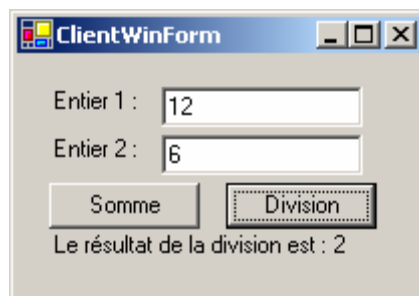 ClientWinForm
Entier 1 : 12
Entier 2 : 6
Somme Division
Le résultat de la division est : 2